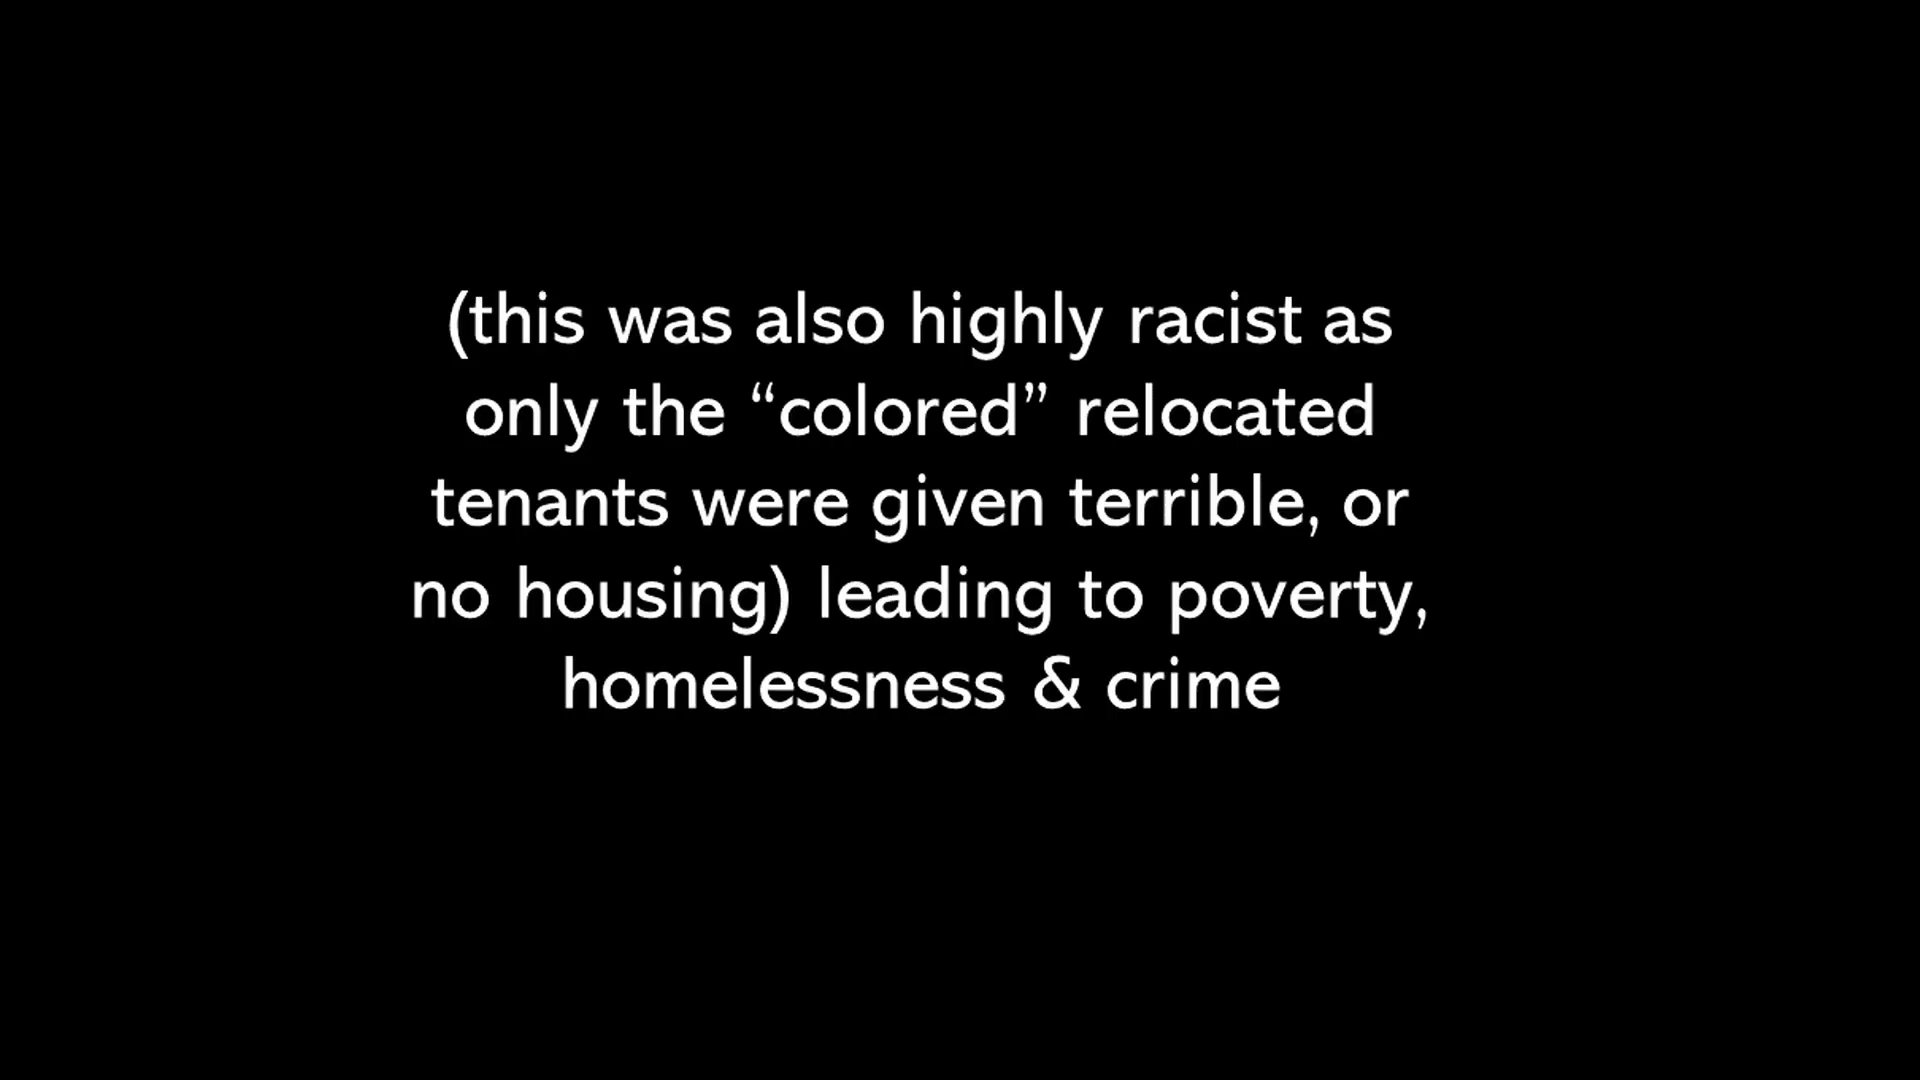 (this was also highly racist as
only the “colored” relocated
tenants were given terrible, or
no housing) leading to poverty,
homelessness & crime